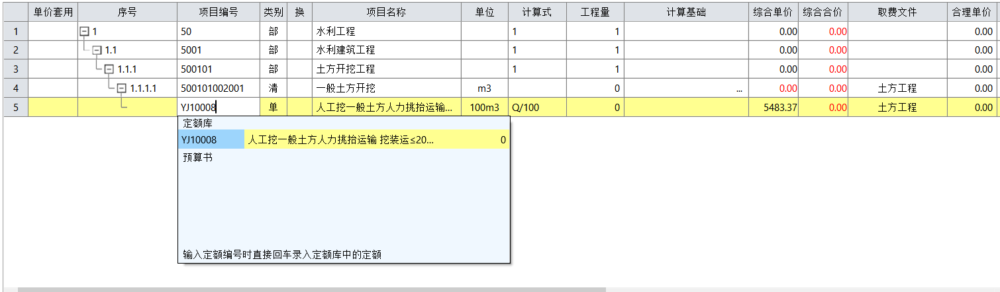 单价套用 序号 项目编号 类别 换 项目名称 单位 计算式 工程量 计算基础 综合单价 综合合价 取费文件 合理单价
1 1 50 部 水利工程 1 1 0.00 0.00 0.00
2 1.1 5001 部 水利建筑工程 1 1 0.00 0.00 0.00
3 1.1.1 500101 部 土方开挖工程 1 1 0.00 0.00 0.00
4 1.1.1.1 500101002001 清 一般土方开挖 m3 0 ... 0.00 0.00 土方工程 0.00
5 YJ10008 单 人工挖一般土方人力挑抬运输... 100m3 Q/100 0 5483.37 0.00 土方工程 0.00
定额库
YJ10008 人工挖一般土方人力挑抬运输 挖装运≤20... 0
预算书
输入定额编号时直接回车录入定额库中的定额